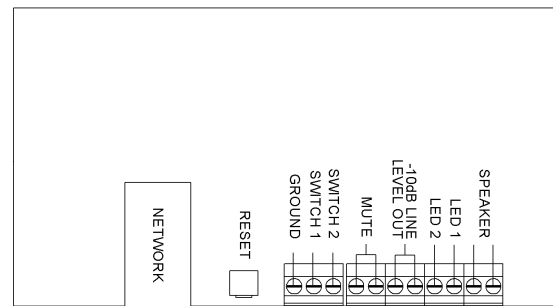 NETWORK
RESET
GROUND
SWITCH 1
SWITCH 2
MUTE
-10dB LINE
LEVEL OUT
LED 2
LED 1
SPEAKER